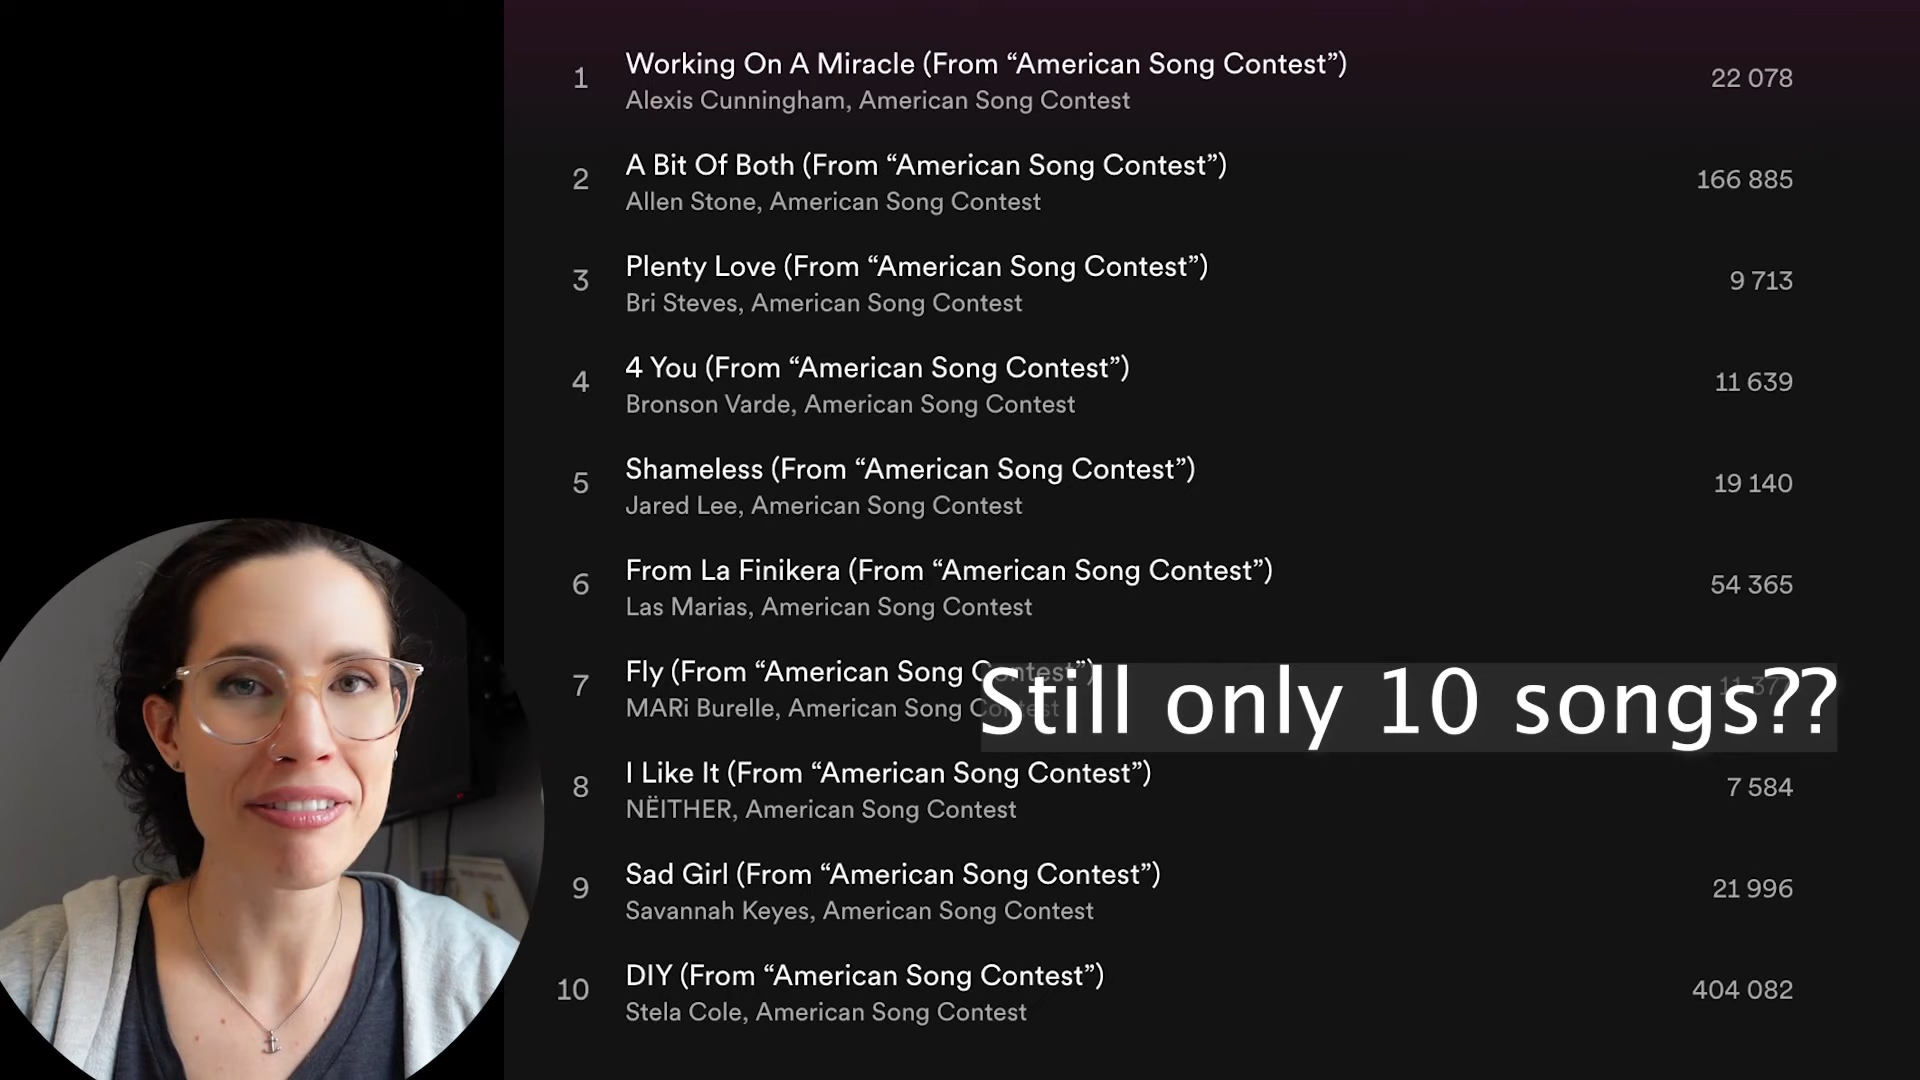 1
Working On A Miracle (From “American Song Contest”)
22 078
Alexis Cunningham, American Song Contest
2
A Bit Of Both (From “American Song Contest”)
166 885
Allen Stone, American Song Contest
3
Plenty Love (From “American Song Contest”)
9 713
Bri Steves, American Song Contest
4
4 You (From “American Song Contest”)
11 639
Bronson Varde, American Song Contest
5
Shameless (From “American Song Contest”)
19 140
Jared Lee, American Song Contest
6
From La Finikera (From “American Song Contest”)
54 365
Las Marias, American Song Contest
7
Fly (From “American Song Contest”)
MARi Burelle, American Song Contest
Still only 10 songs??
8
I Like It (From “American Song Contest”)
7 584
NËITHER, American Song Contest
9
Sad Girl (From “American Song Contest”)
21 996
Savannah Keyes, American Song Contest
10
DIY (From “American Song Contest”)
404 082
Stela Cole, American Song Contest